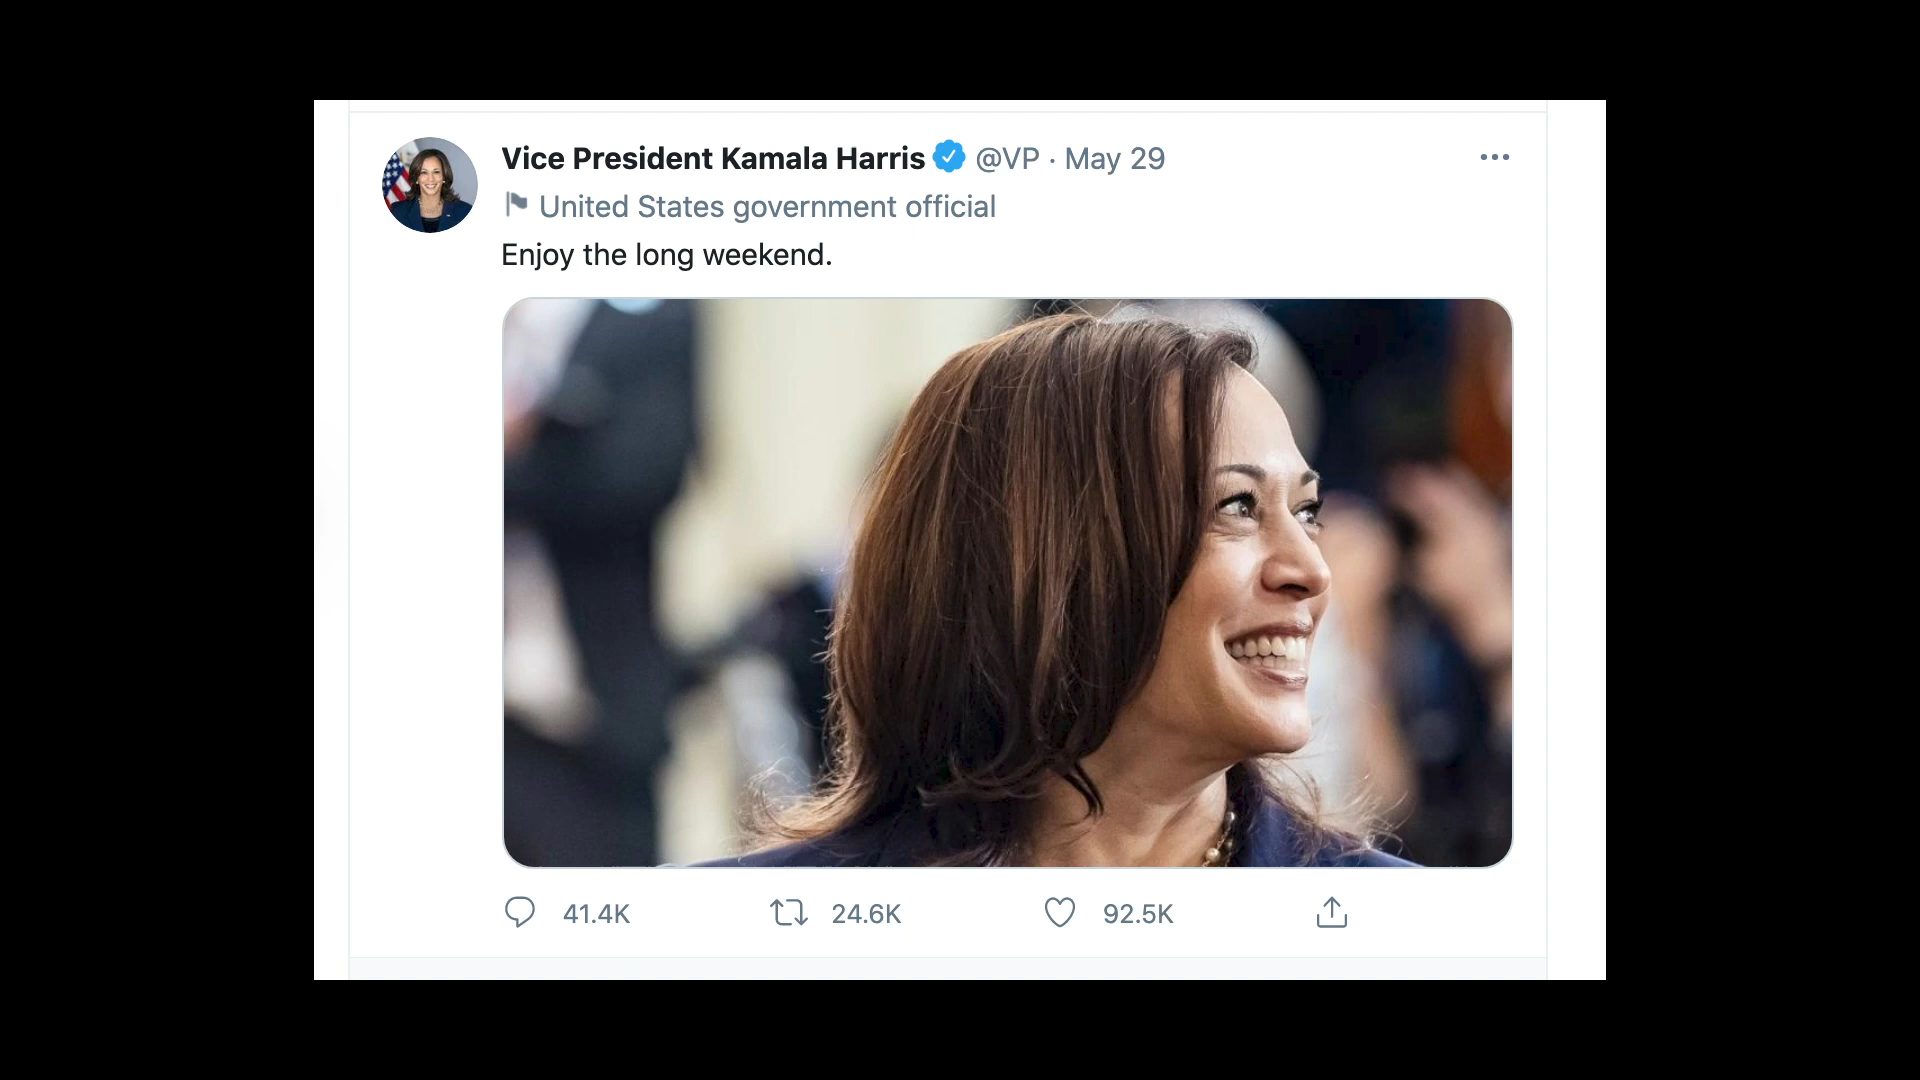 Vice President Kamala Harris @VP · May 29
United States government official
Enjoy the long weekend.
41.4K 24.6K 92.5K